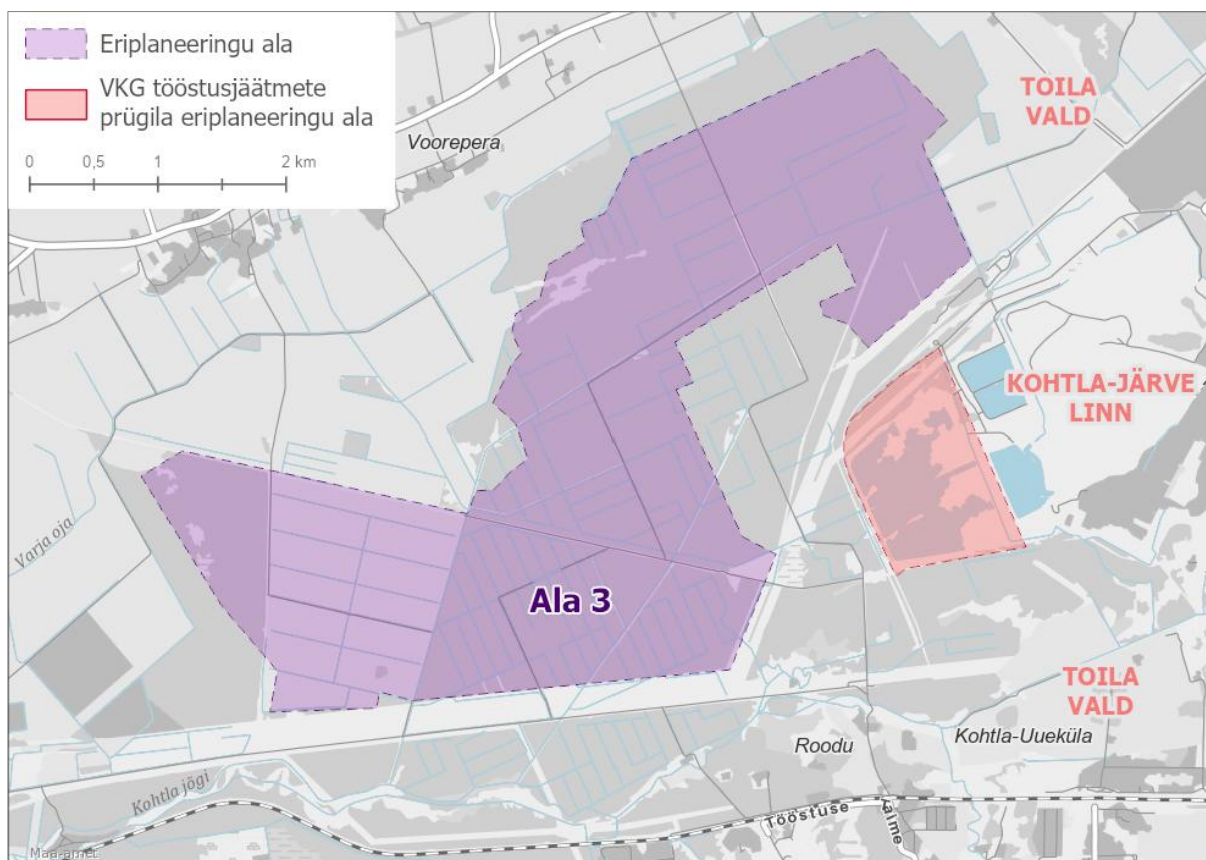 Eriplaneeringu ala
VKG tööstusjäätmete
prügila eriplaneeringu ala
0 0,5 1 2 km
Voorepera
TOILA
VALD
KOHTLA-JÄRVE
LINN
Varja oja
Ala 3
TOILA
VALD
Roodu
Kohtla-Uueküla
Kohtla jõgi
Tööstuse
Taime
Maa-amet